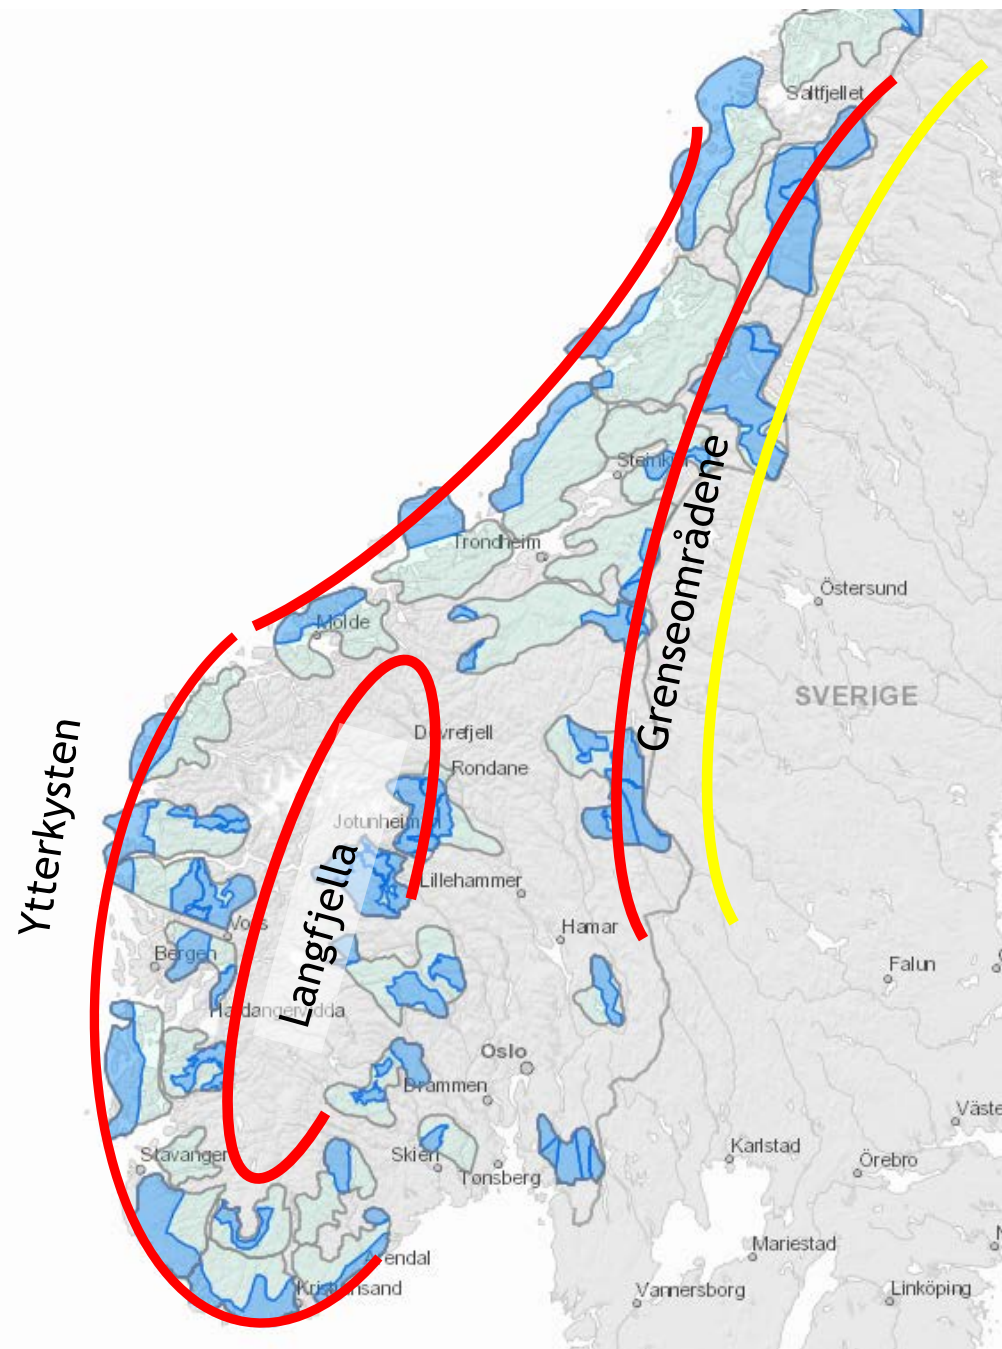 Saltfjellet
Steinkjer
Grenseområdene
Trondheim
Östersund
Molde
SVERIGE
Ytterkysten
Dovrefjell
Rondane
Jotunheimen
Langfjella
Lillehammer
Voss
Hamar
Bergen
Falun
Hardangervidda
Oslo
Drammen
Väste
Stavanger
Skien
Karlstad
Tønsberg
Örebro
Mariestad
Arendal
Kristiansand
Vannersborg
Linköping